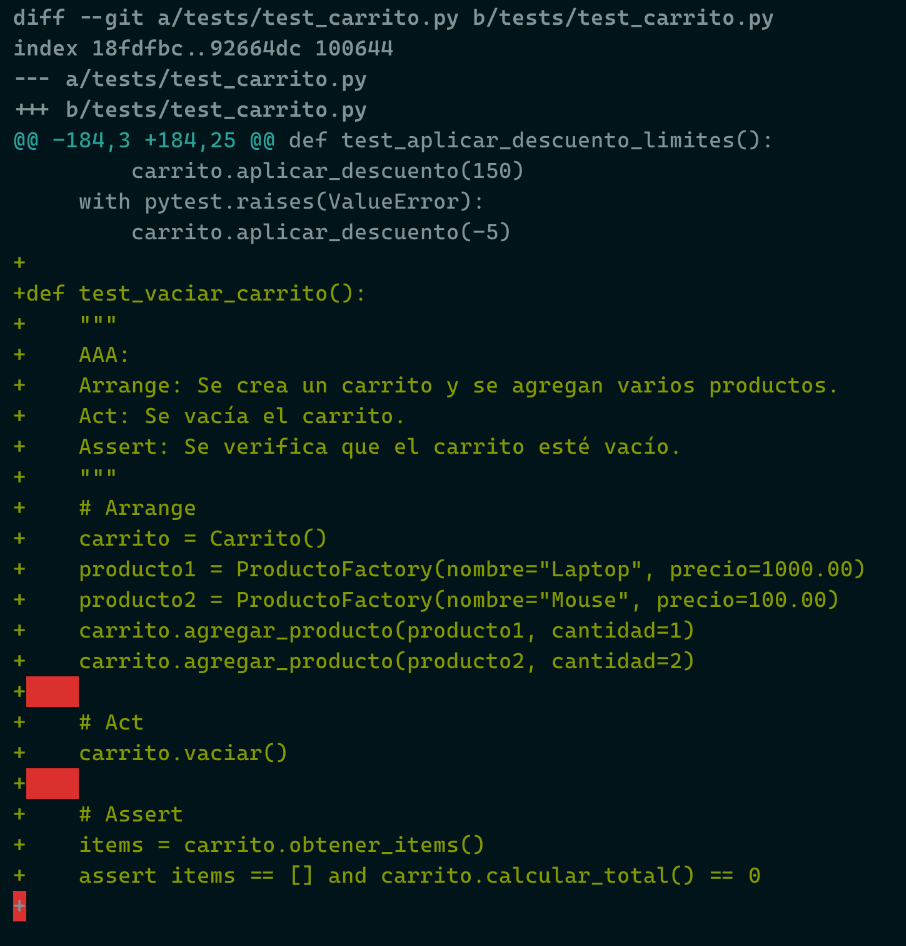 diff --git a/tests/test_carrito.py b/tests/test_carrito.py
index 18fdfbc..92664dc 100644
--- a/tests/test_carrito.py
+++ b/tests/test_carrito.py
@@ -184,3 +184,25 @@ def test_aplicar_descuento_limites():
         carrito.aplicar_descuento(150)
     with pytest.raises(ValueError):
         carrito.aplicar_descuento(-5)
+
+def test_vaciar_carrito():
+    """
+    AAA:
+    Arrange: Se crea un carrito y se agregan varios productos.
+    Act: Se vacía el carrito.
+    Assert: Se verifica que el carrito esté vacío.
+    """
+    # Arrange
+    carrito = Carrito()
+    producto1 = ProductoFactory(nombre="Laptop", precio=1000.00)
+    producto2 = ProductoFactory(nombre="Mouse", precio=100.00)
+    carrito.agregar_producto(producto1, cantidad=1)
+    carrito.agregar_producto(producto2, cantidad=2)
+
+    # Act
+    carrito.vaciar()
+
+    # Assert
+    items = carrito.obtener_items()
+    assert items == [] and carrito.calcular_total() == 0
+